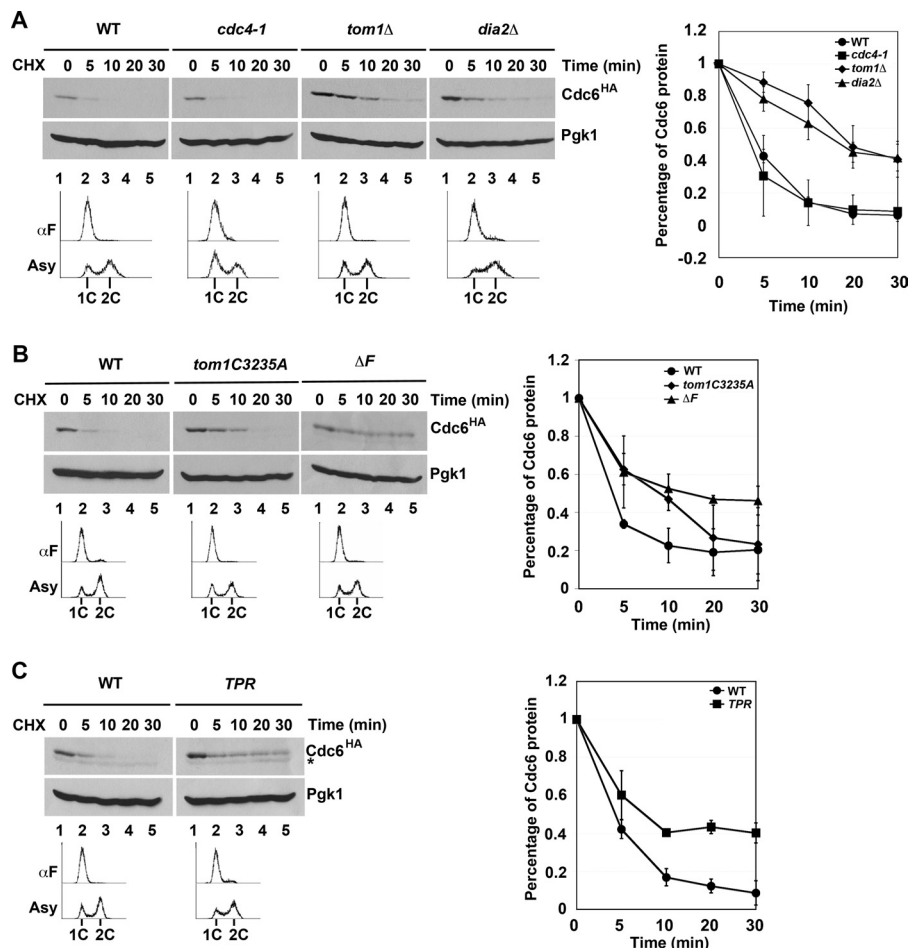 A
WT cdc4-1 tom1Δ dia2Δ
CHX 0 5 10 20 30 0 5 10 20 30 0 5 10 20 30 0 5 10 20 30 Time (min)
Cdc6HA
Pgk1
1 2 3 4 5 1 2 3 4 5 1 2 3 4 5 1 2 3 4 5
αF
Asy
1C 2C 1C 2C 1C 2C 1C 2C
Percentage of Cdc6 protein
1.2
1
0.8
0.6
0.4
0.2
0
-0.2
WT
cdc4-1
tom1Δ
dia2Δ
0 5 10 20 30
Time (min)
B
WT tom1C3235A ΔF
CHX 0 5 10 20 30 0 5 10 20 30 0 5 10 20 30 Time (min)
Cdc6HA
Pgk1
1 2 3 4 5 1 2 3 4 5 1 2 3 4 5
αF
Asy
1C 2C 1C 2C 1C 2C
Percentage of Cdc6 protein
1.2
1
0.8
0.6
0.4
0.2
0
WT
tom1C3235A
ΔF
0 5 10 20 30
Time (min)
C
WT TPR
CHX 0 5 10 20 30 0 5 10 20 30 Time (min)
Cdc6HA
*
Pgk1
1 2 3 4 5 1 2 3 4 5
αF
Asy
1C 2C 1C 2C
Percentage of Cdc6 protein
1.2
1
0.8
0.6
0.4
0.2
0
WT
TPR
0 5 10 20 30
Time (min)